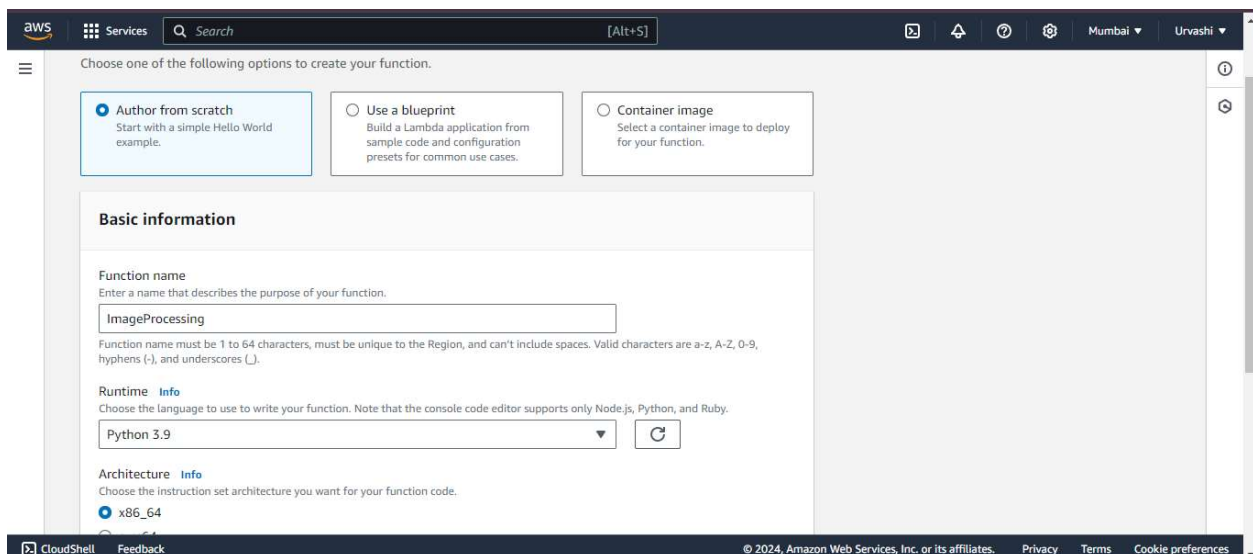 aws Services Search [Alt+S] Mumbai Urvashi
Choose one of the following options to create your function.
Author from scratch
Start with a simple Hello World
example.
Use a blueprint
Build a Lambda application from
sample code and configuration
presets for common use cases.
Container image
Select a container image to deploy
for your function.
Basic information
Function name
Enter a name that describes the purpose of your function.
ImageProcessing
Function name must be 1 to 64 characters, must be unique to the Region, and can't include spaces. Valid characters are a-z, A-Z, 0-9,
hyphens (-), and underscores (_).
Runtime Info
Choose the language to use to write your function. Note that the console code editor supports only Node.js, Python, and Ruby.
Python 3.9
Architecture Info
Choose the instruction set architecture you want for your function code.
x86_64
CloudShell Feedback © 2024, Amazon Web Services, Inc. or its affiliates. Privacy Terms Cookie preferences